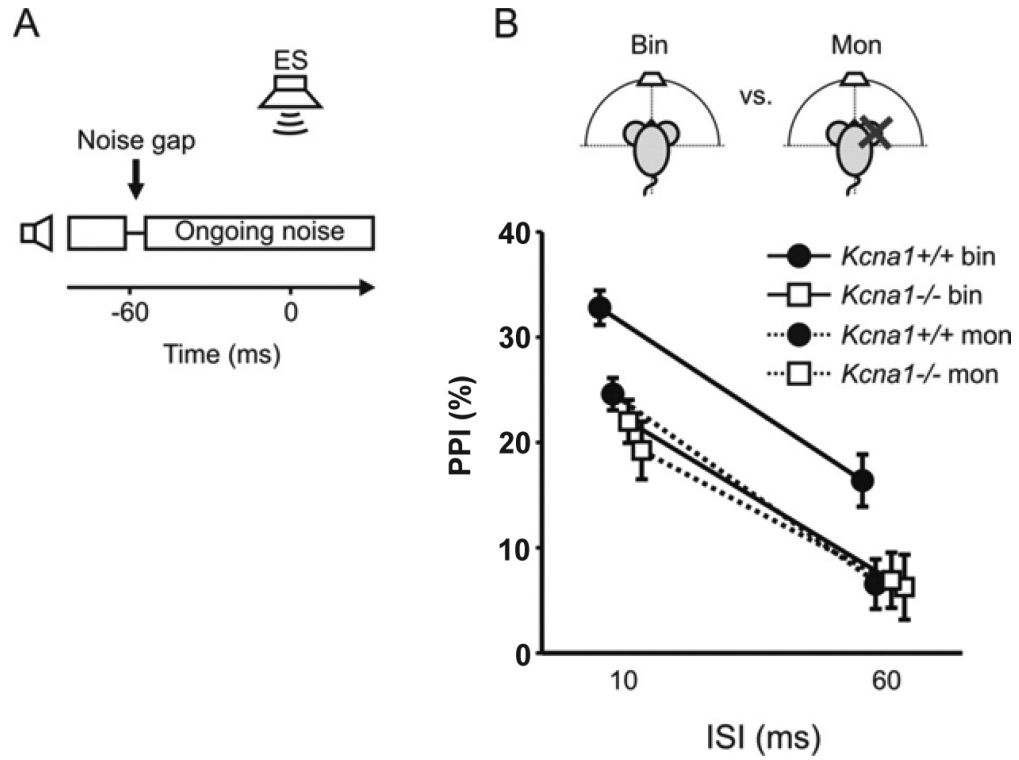 A
ES
Noise gap
Ongoing noise
-60
0
Time (ms)
B
Bin
vs.
Mon
40
30
20
10
0
PPI (%)
Kcna1+/+ bin
Kcna1-/- bin
Kcna1+/+ mon
Kcna1-/- mon
10
60
ISI (ms)